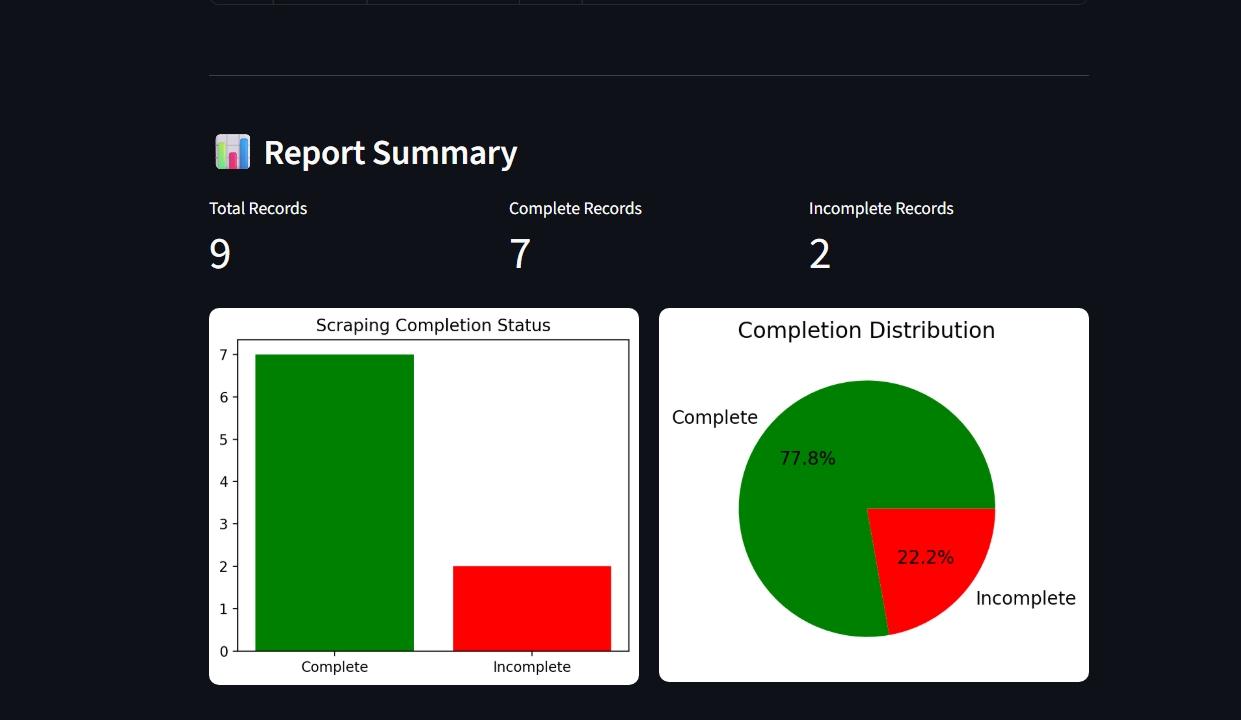 Report Summary
Total Records
Complete Records
Incomplete Records
9
7
2
Scraping Completion Status
7
6
5
4
3
2
1
0
Complete
Incomplete
Completion Distribution
Complete
77.8%
22.2%
Incomplete